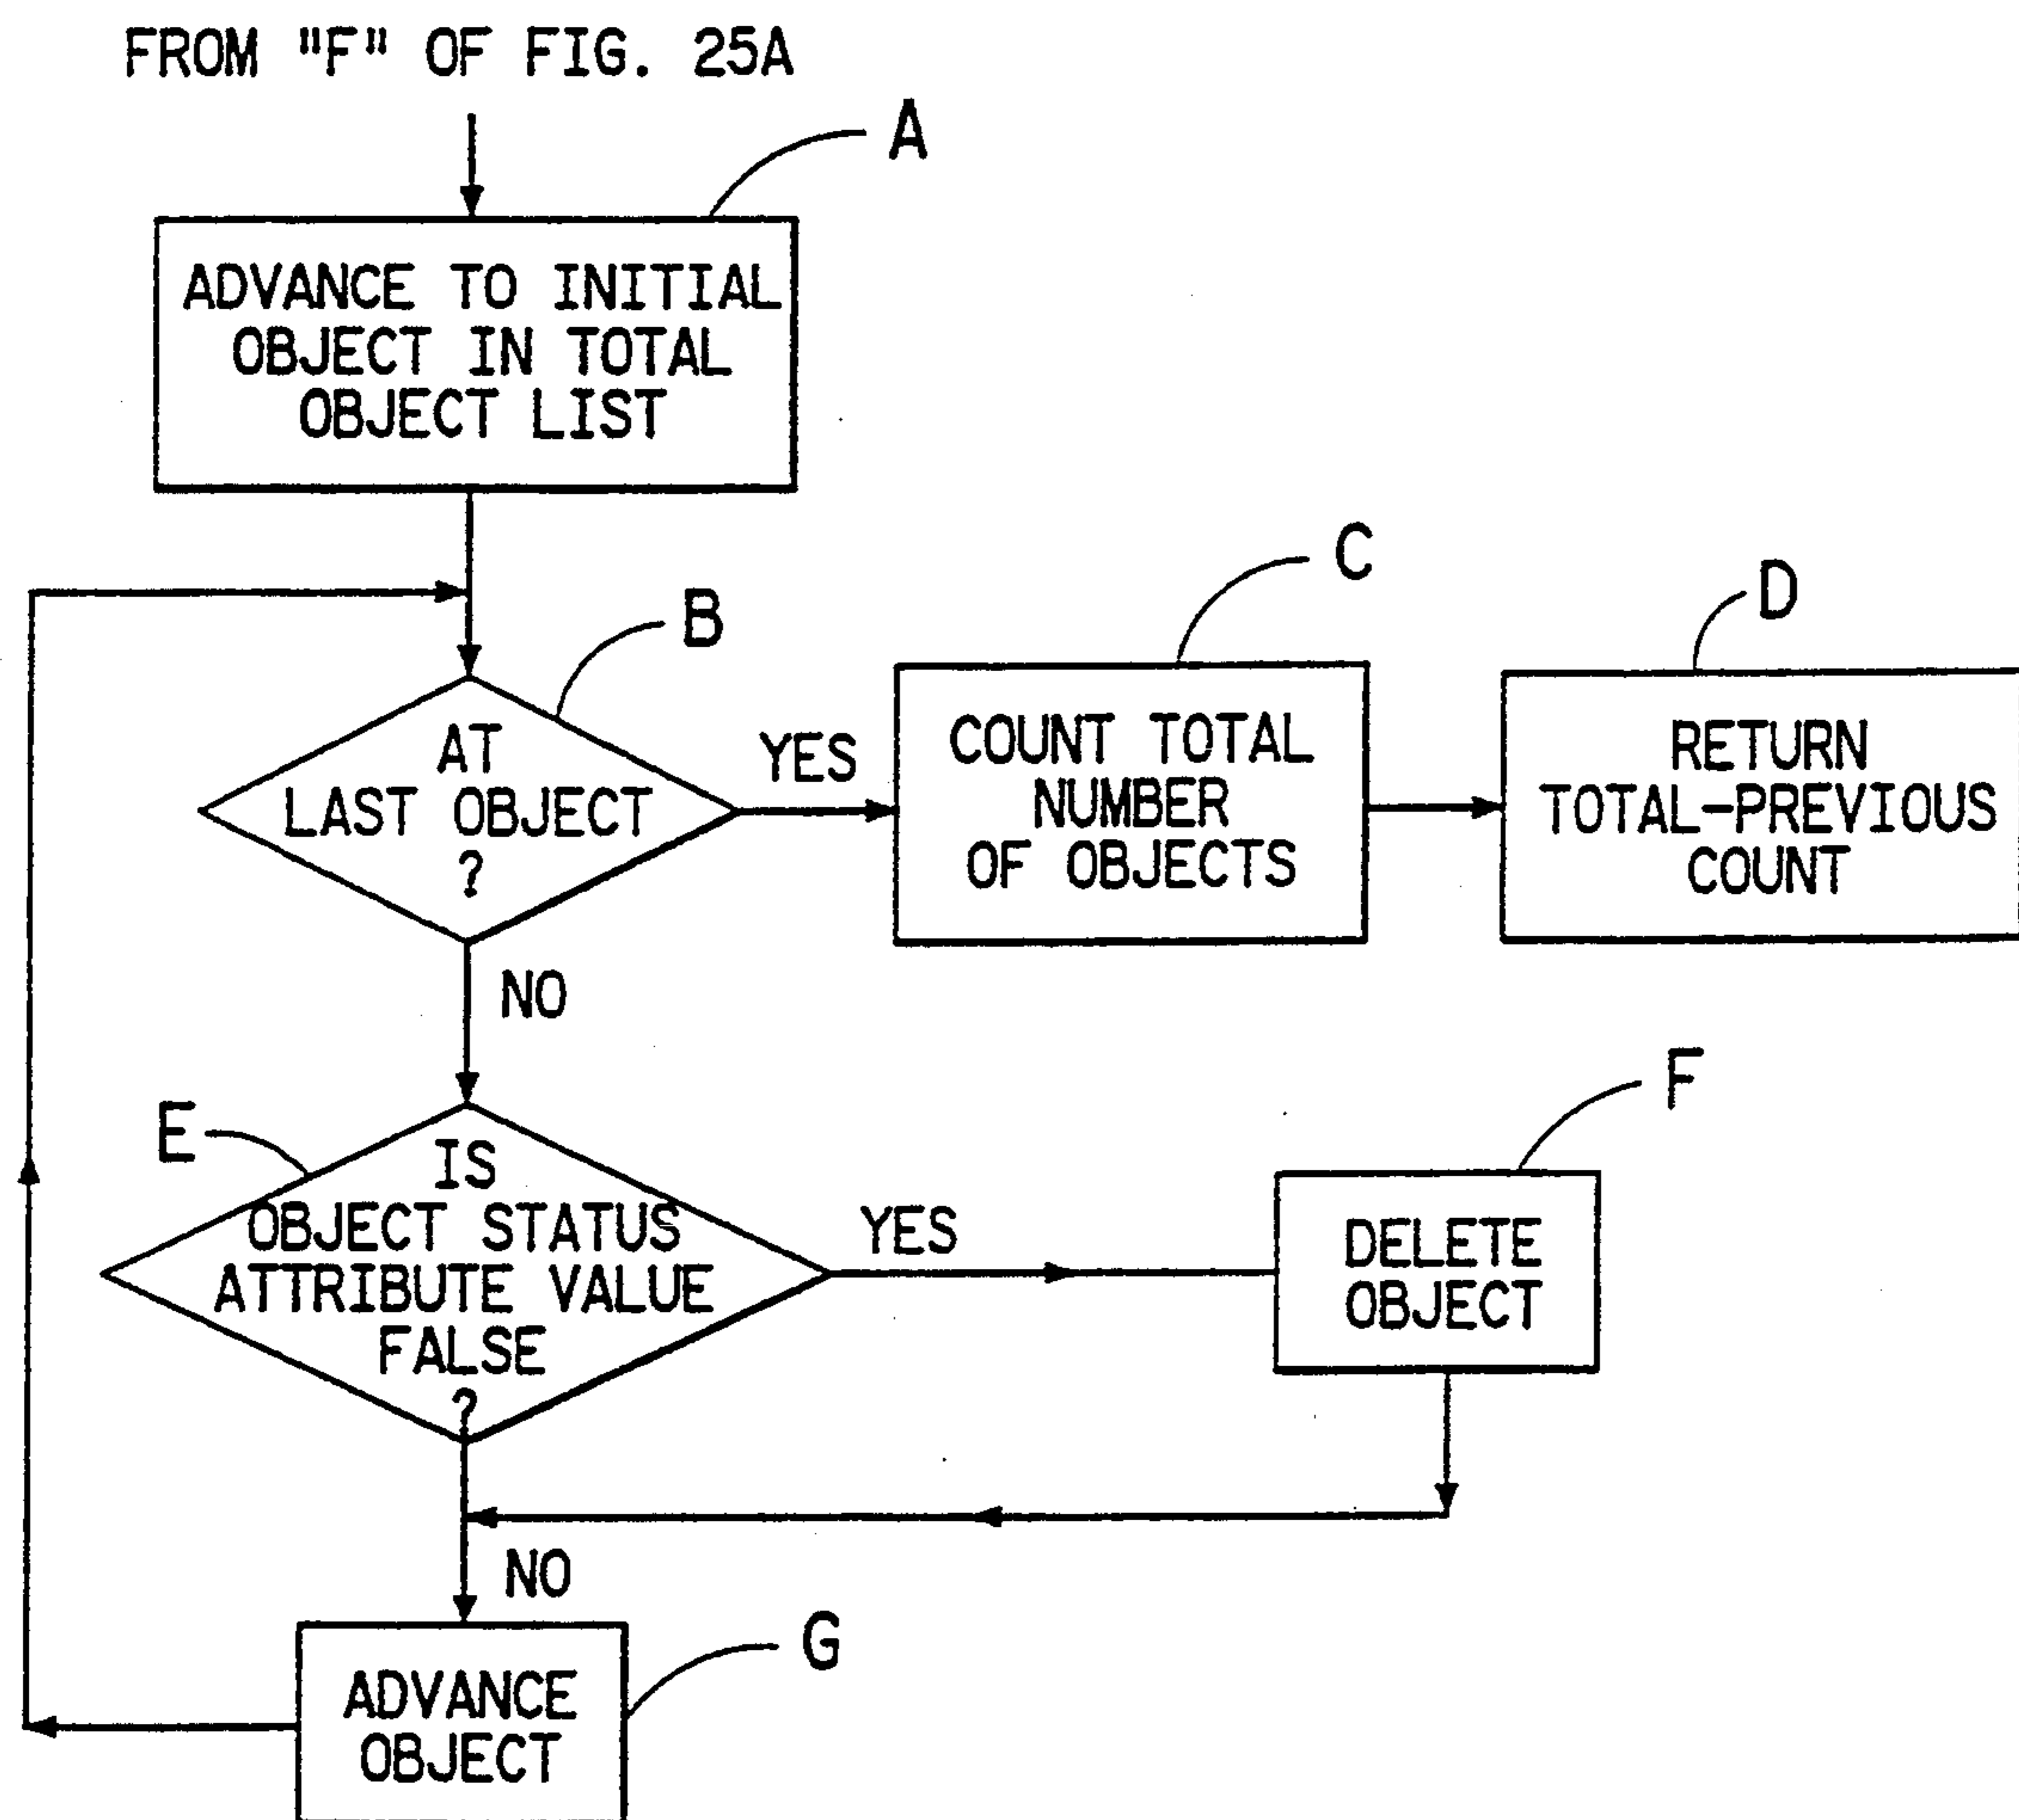 FROM "F" OF FIG. 25A
A
ADVANCE TO INITIAL
OBJECT IN TOTAL
OBJECT LIST
B
AT
LAST OBJECT
?
YES
C
COUNT TOTAL
NUMBER
OF OBJECTS
D
RETURN
TOTAL-PREVIOUS
COUNT
NO
E
IS
OBJECT STATUS
ATTRIBUTE VALUE
FALSE
?
YES
F
DELETE
OBJECT
NO
G
ADVANCE
OBJECT